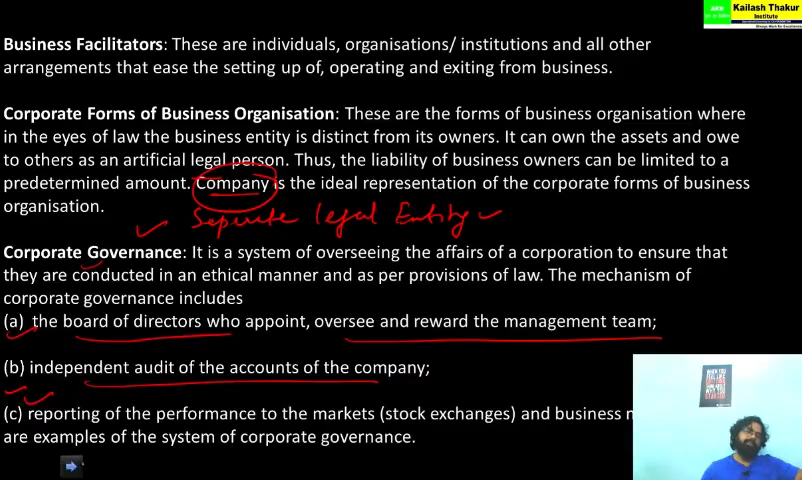 Kailash Thakur
Institute
Business Facilitators: These are individuals, organisations/ institutions and all other
arrangements that ease the setting up of, operating and exiting from business.
Corporate Forms of Business Organisation: These are the forms of business organisation where
in the eyes of law the business entity is distinct from its owners. It can own the assets and owe
to others as an artificial legal person. Thus, the liability of business owners can be limited to a
predetermined amount. Company is the ideal representation of the corporate forms of business
organisation.
Seperate legal Entity
Corporate Governance: It is a system of overseeing the affairs of a corporation to ensure that
they are conducted in an ethical manner and as per provisions of law. The mechanism of
corporate governance includes
(a) the board of directors who appoint, oversee and reward the management team;
(b) independent audit of the accounts of the company;
(c) reporting of the performance to the markets (stock exchanges) and business
are examples of the system of corporate governance.